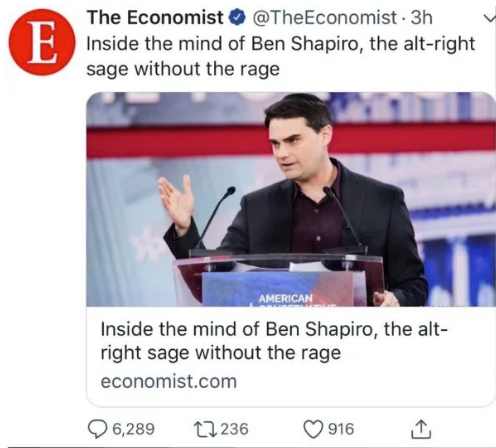 E
The Economist @TheEconomist · 3h
Inside the mind of Ben Shapiro, the alt-right
sage without the rage
AMERICAN
Inside the mind of Ben Shapiro, the alt-
right sage without the rage
economist.com
6,289 236 916